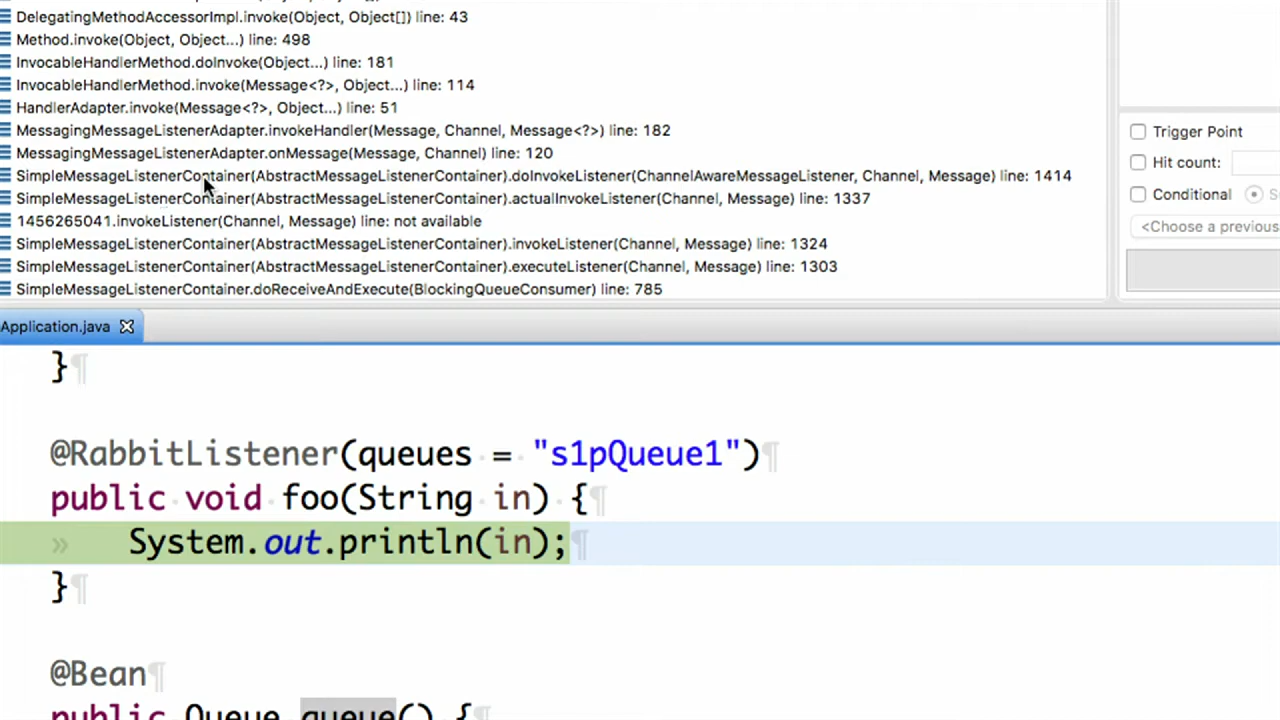 DelegatingMethodAccessorImpl.invoke(Object, Object[]) line: 43
Method.invoke(Object, Object...) line: 498
InvocableHandlerMethod.doInvoke(Object...) line: 181
InvocableHandlerMethod.invoke(Message<?>, Object...) line: 114
HandlerAdapter.invoke(Message<?>, Object...) line: 51
MessagingMessageListenerAdapter.invokeHandler(Message, Channel, Message<?>) line: 182
MessagingMessageListenerAdapter.onMessage(Message, Channel) line: 120
SimpleMessageListenerContainer(AbstractMessageListenerContainer).doInvokeListener(ChannelAwareMessageListener, Channel, Message) line: 1414
SimpleMessageListenerContainer(AbstractMessageListenerContainer).actualInvokeListener(Channel, Message) line: 1337
1456265041.invokeListener(Channel, Message) line: not available
SimpleMessageListenerContainer(AbstractMessageListenerContainer).invokeListener(Channel, Message) line: 1324
SimpleMessageListenerContainer(AbstractMessageListenerContainer).executeListener(Channel, Message) line: 1303
SimpleMessageListenerContainer.doReceiveAndExecute(BlockingQueueConsumer) line: 785
Trigger Point
Hit count:
Conditional
<Choose a previous
Application.java
}¶
@RabbitListener(queues = "s1pQueue1")¶
public void foo(String in) {¶
» System.out.println(in);¶
}¶
@Bean¶
public Queue queue() {¶